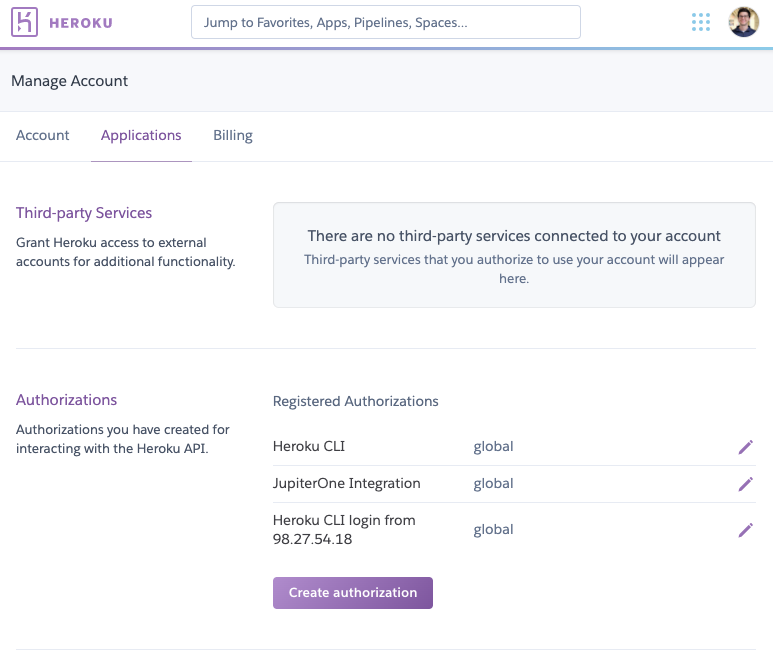 HEROKU
Jump to Favorites, Apps, Pipelines, Spaces...
Manage Account
Account
Applications
Billing
Third-party Services
Grant Heroku access to external
accounts for additional functionality.
There are no third-party services connected to your account
Third-party services that you authorize to use your account will appear
here.
Authorizations
Authorizations you have created for
interacting with the Heroku API.
Registered Authorizations
Heroku CLI
global
JupiterOne Integration
global
Heroku CLI login from
98.27.54.18
global
Create authorization